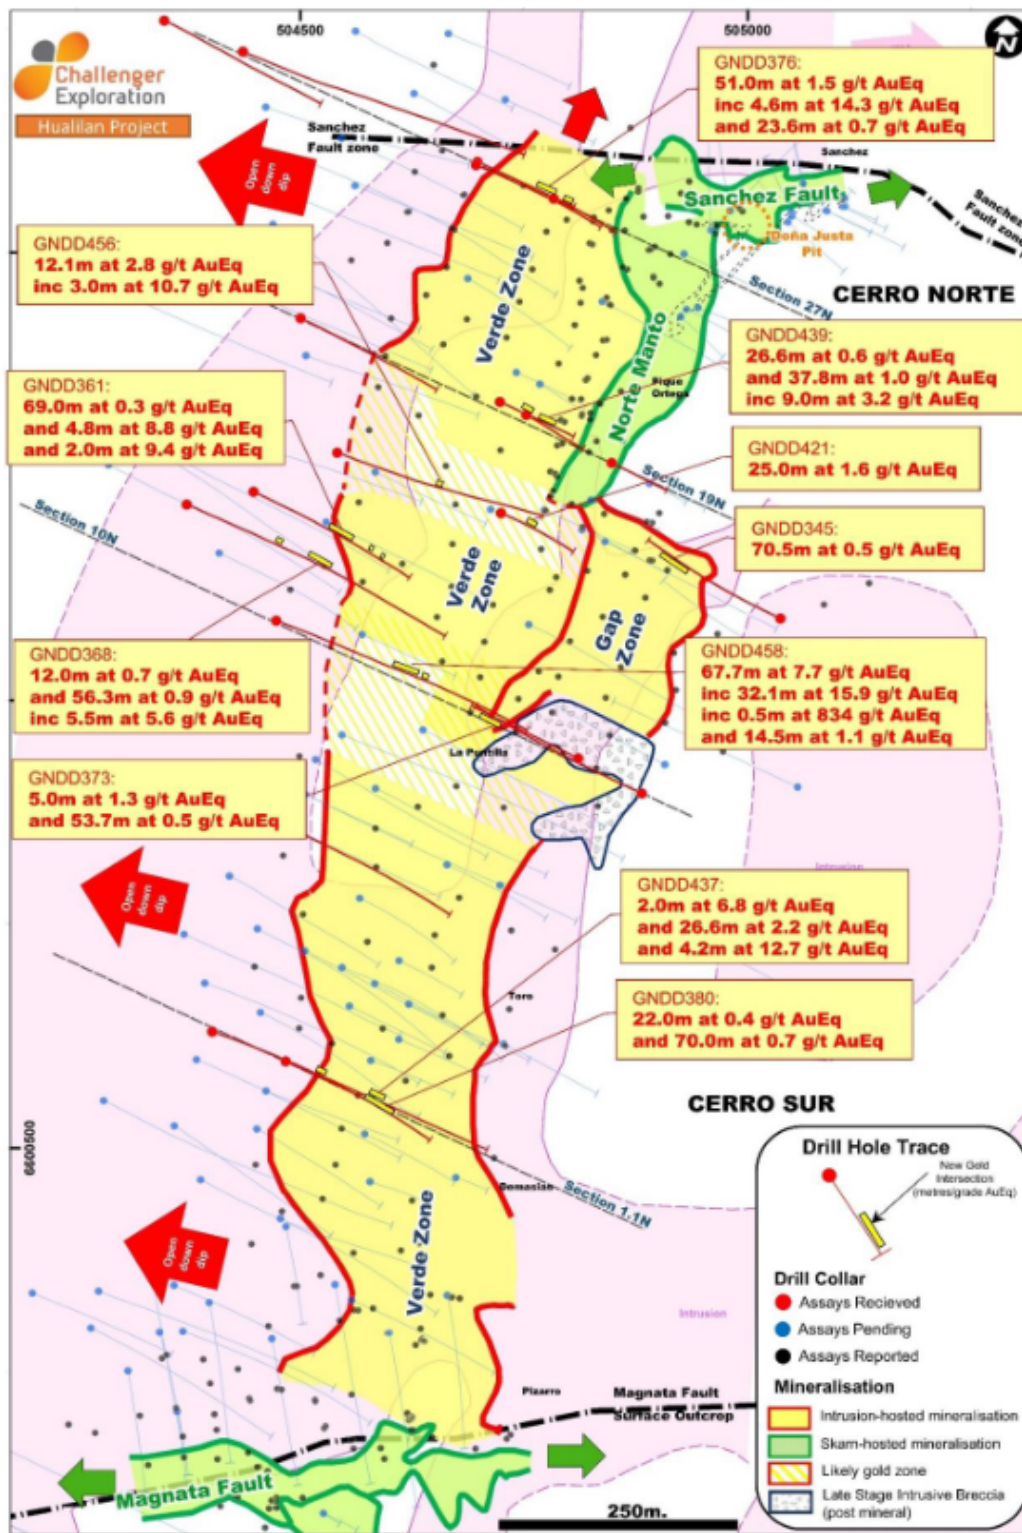 504500
505000
N
Challenger
Exploration
Hualilan Project
GNDD376:
51.0m at 1.5 g/t AuEq
inc 4.6m at 14.3 g/t AuEq
and 23.6m at 0.7 g/t AuEq
Sanchez
Fault zone
Sanchez
Open
down
dip
Sanchez Fault
Sanchez
Fault zone
Doña Justa
Pit
GNDD456:
12.1m at 2.8 g/t AuEq
inc 3.0m at 10.7 g/t AuEq
Verde Zone
Section 27N
CERRO NORTE
Norte Manto
GNDD439:
26.6m at 0.6 g/t AuEq
and 37.8m at 1.0 g/t AuEq
inc 9.0m at 3.2 g/t AuEq
Pique
Ortega
GNDD361:
69.0m at 0.3 g/t AuEq
and 4.8m at 8.8 g/t AuEq
and 2.0m at 9.4 g/t AuEq
GNDD421:
25.0m at 1.6 g/t AuEq
Section 19N
Section 10N
GNDD345:
70.5m at 0.5 g/t AuEq
Verde
Zone
Gap
Zone
GNDD368:
12.0m at 0.7 g/t AuEq
and 56.3m at 0.9 g/t AuEq
inc 5.5m at 5.6 g/t AuEq
GNDD458:
67.7m at 7.7 g/t AuEq
inc 32.1m at 15.9 g/t AuEq
inc 0.5m at 834 g/t AuEq
and 14.5m at 1.1 g/t AuEq
La Puntilla
GNDD373:
5.0m at 1.3 g/t AuEq
and 53.7m at 0.5 g/t AuEq
Intrusion
Open
down
dip
GNDD437:
2.0m at 6.8 g/t AuEq
and 26.6m at 2.2 g/t AuEq
and 4.2m at 12.7 g/t AuEq
Toro
GNDD380:
22.0m at 0.4 g/t AuEq
and 70.0m at 0.7 g/t AuEq
CERRO SUR
6600500
Section 1.1N
Verde Zone
Open
down
dip
Intrusion
Pizarro
Magnata Fault
Surface Outcrop
Magnata Fault
250m.
Drill Hole Trace
New Gold
Intersection
(metres/grade AuEq)
Drill Collar
Assays Recieved
Assays Pending
Assays Reported
Mineralisation
Intrusion-hosted mineralisation
Skarn-hosted mineralisation
Likely gold zone
Late Stage Intrusive Breccia
(post mineral)